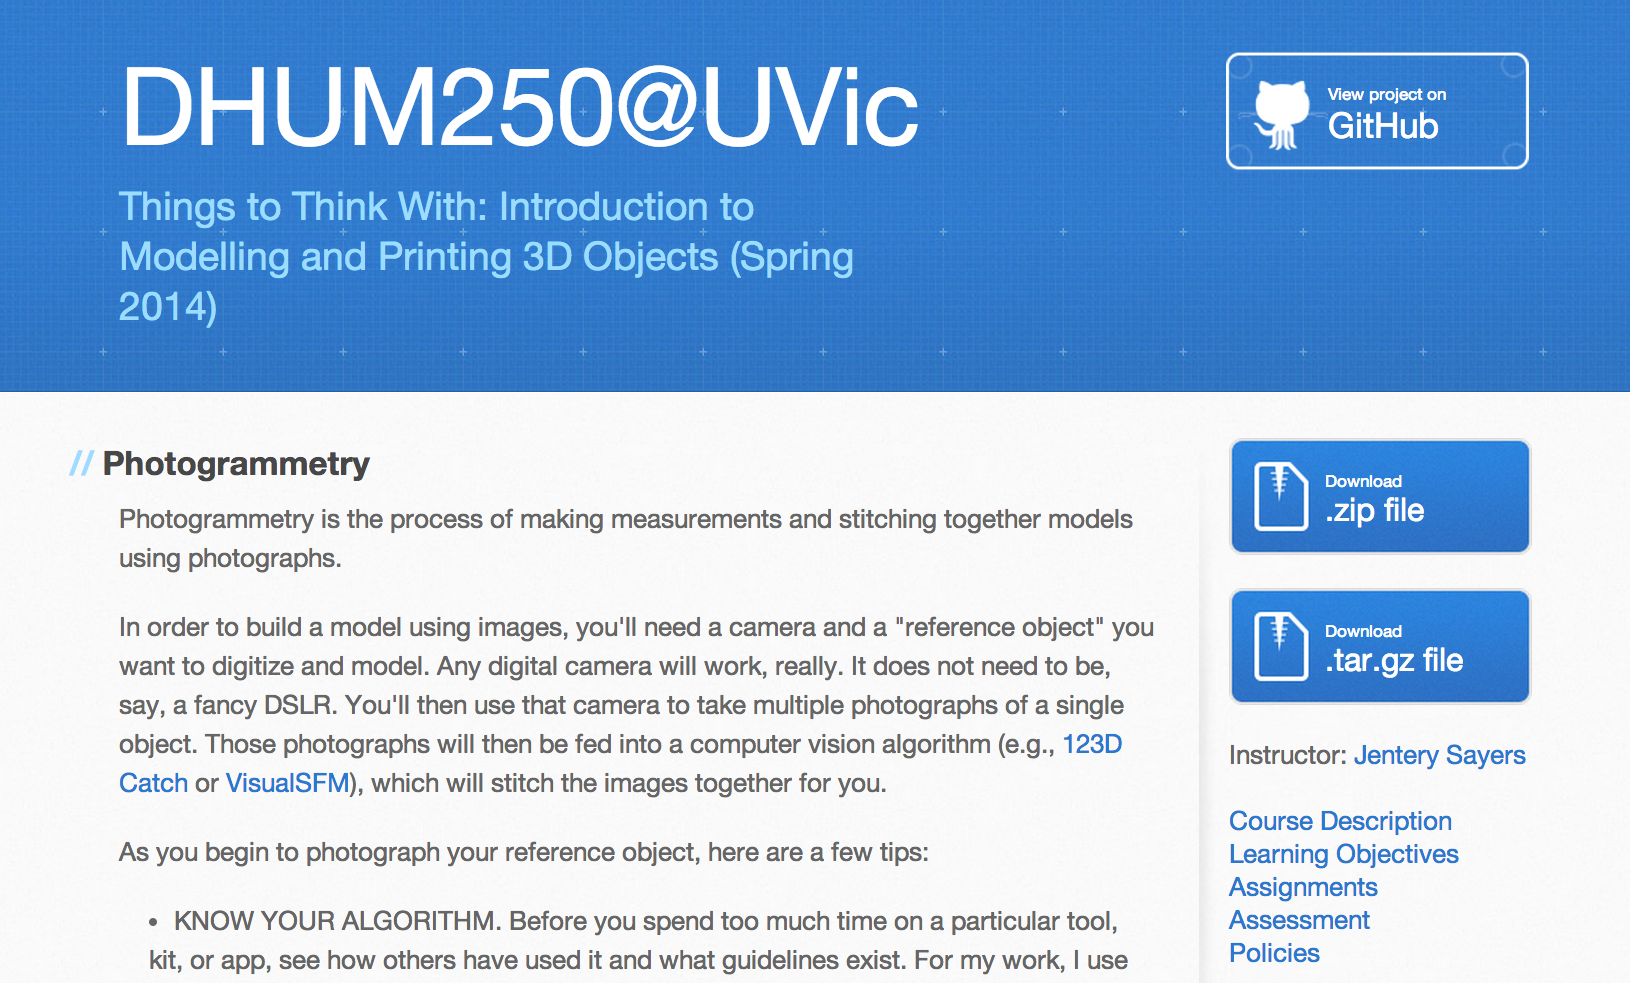 DHUM250@UVic
Things to Think With: Introduction to
Modelling and Printing 3D Objects (Spring
2014)
View project on
GitHub
// Photogrammetry
Photogrammetry is the process of making measurements and stitching together models
using photographs.
In order to build a model using images, you'll need a camera and a "reference object" you
want to digitize and model. Any digital camera will work, really. It does not need to be,
say, a fancy DSLR. You'll then use that camera to take multiple photographs of a single
object. Those photographs will then be fed into a computer vision algorithm (e.g., 123D
Catch or VisualSFM), which will stitch the images together for you.
As you begin to photograph your reference object, here are a few tips:
• KNOW YOUR ALGORITHM. Before you spend too much time on a particular tool,
kit, or app, see how others have used it and what guidelines exist. For my work, I use
Download
.zip file
Download
.tar.gz file
Instructor: Jentery Sayers
Course Description
Learning Objectives
Assignments
Assessment
Policies